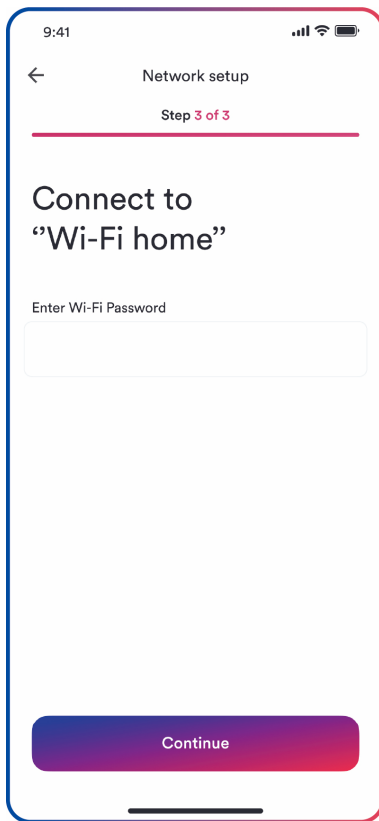 9:41
Network setup
Step 3 of 3
Connect to
‘’Wi-Fi home’’
Enter Wi-Fi Password
Continue